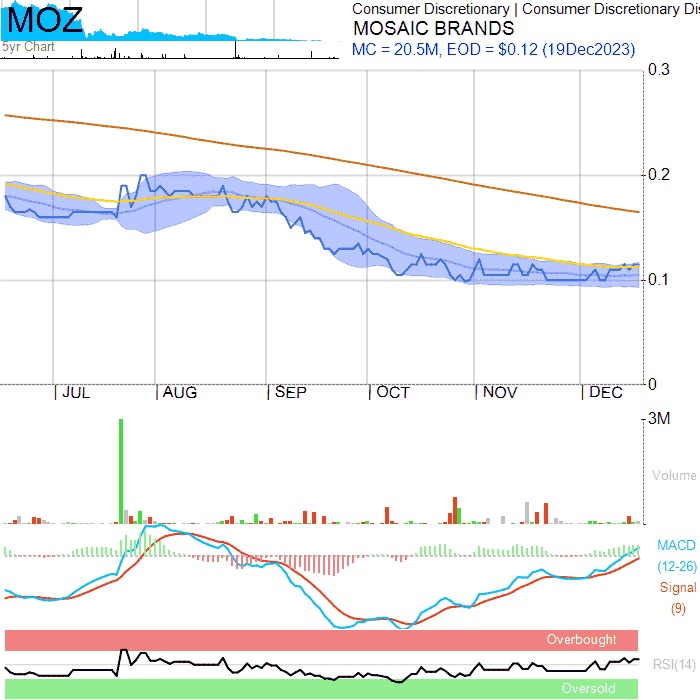 MOZ
5yr Chart
Consumer Discretionary | Consumer Discretionary Dis
MOSAIC BRANDS
MC = 20.5M, EOD = $0.12 (19Dec2023)
0.3
0.2
0.1
0
| JUL | AUG | SEP | OCT | NOV | DEC
3M
Volume
MACD
(12-26)
Signal
(9)
Overbought
RSI(14)
Oversold